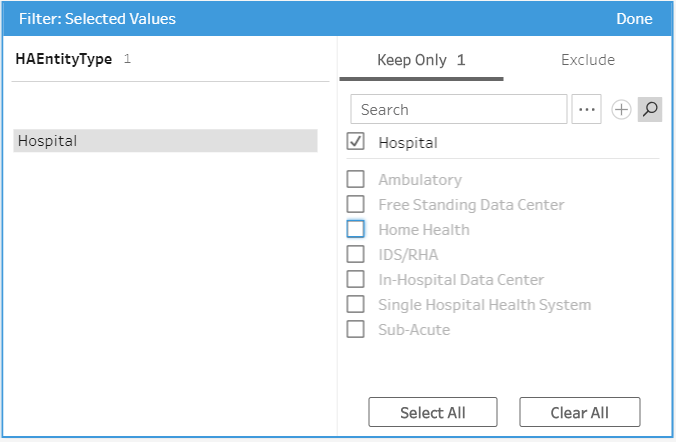 Filter: Selected Values Done
HAEntityType 1
Keep Only 1 Exclude
Search ...
Hospital
Hospital
Ambulatory
Free Standing Data Center
Home Health
IDS/RHA
In-Hospital Data Center
Single Hospital Health System
Sub-Acute
Select All Clear All